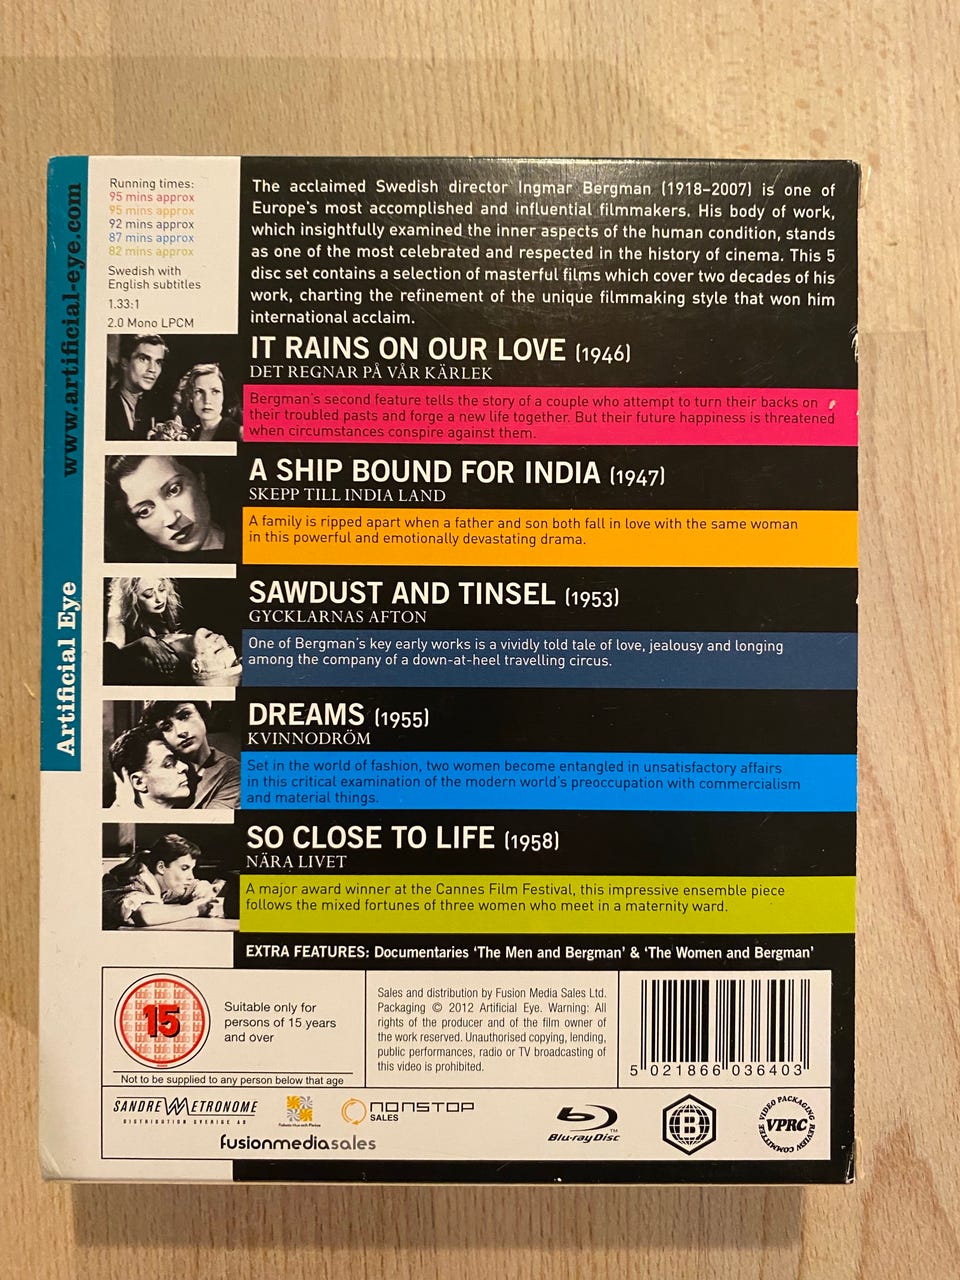 www.artificial-eye.com
Artificial Eye
Running times:
95 mins approx
95 mins approx
92 mins approx
87 mins approx
82 mins approx
Swedish with
English subtitles
1.33:1
2.0 Mono LPCM
The acclaimed Swedish director Ingmar Bergman (1918-2007) is one of
Europe's most accomplished and influential filmmakers. His body of work,
which insightfully examined the inner aspects of the human condition, stands
as one of the most celebrated and respected in the history of cinema. This 5
disc set contains a selection of masterful films which cover two decades of his
work, charting the refinement of the unique filmmaking style that won him
international acclaim.
IT RAINS ON OUR LOVE (1946)
DET REGNAR PÅ VÅR KÄRLEK
Bergman's second feature tells the story of a couple who attempt to turn their backs on
their troubled pasts and forge a new life together. But their future happiness is threatened
when circumstances conspire against them.
A SHIP BOUND FOR INDIA (1947)
SKEPP TILL INDIA LAND
A family is ripped apart when a father and son both fall in love with the same woman
in this powerful and emotionally devastating drama.
SAWDUST AND TINSEL (1953)
GYCKLARNAS AFTON
One of Bergman's key early works is a vividly told tale of love, jealousy and longing
among the company of a down-at-heel travelling circus.
DREAMS (1955)
KVINNODRÖM
Set in the world of fashion, two women become entangled in unsatisfactory affairs
in this critical examination of the modern world's preoccupation with commercialism
and material things.
SO CLOSE TO LIFE (1958)
NÄRA LIVET
A major award winner at the Cannes Film Festival, this impressive ensemble piece
follows the mixed fortunes of three women who meet in a maternity ward.
EXTRA FEATURES: Documentaries 'The Men and Bergman' & 'The Women and Bergman'
15
Suitable only for
persons of 15 years
and over
Not to be supplied to any person below that age
Sales and distribution by Fusion Media Sales Ltd.
Packaging © 2012 Artificial Eye. Warning: All
rights of the producer and of the film owner of
the work reserved. Unauthorised copying, lending,
public performances, radio or TV broadcasting of
this video is prohibited.
5 021866 036403
SANDREW METRONOME
DISTRIBUTION SVERIGE AB
NONSTOP
SALES
fusionmediasales
Blu-ray Disc
TM
B
VIDEO PACKAGING
REVIEW COMMITTEE
VPRC